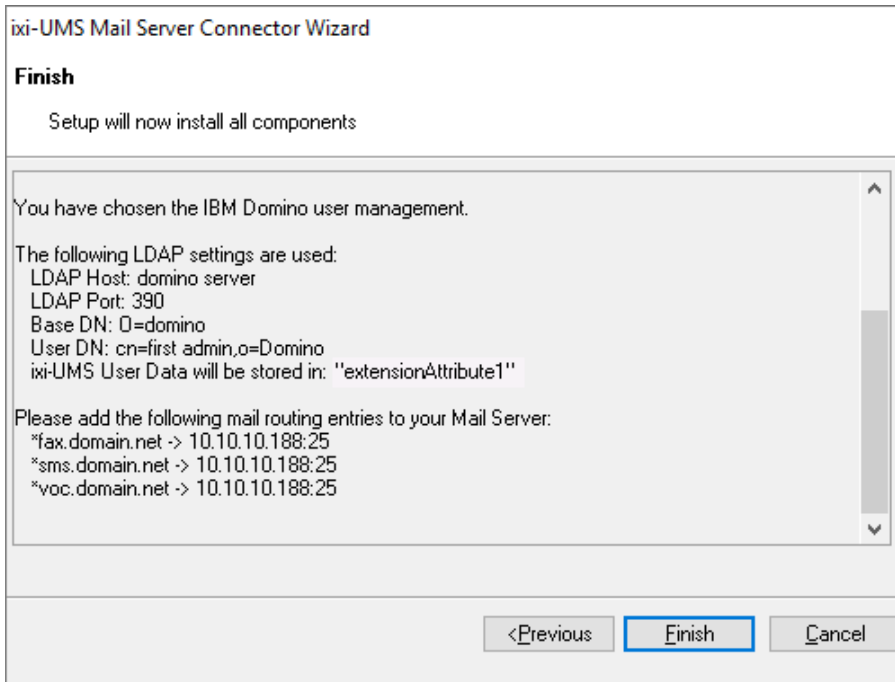 ixi-UMS Mail Server Connector Wizard
Finish
Setup will now install all components
You have chosen the IBM Domino user management.
The following LDAP settings are used:
LDAP Host: domino server
LDAP Port: 390
Base DN: O=domino
User DN: cn=first admin,o=Domino
ixi-UMS User Data will be stored in: "extensionAttribute1"
Please add the following mail routing entries to your Mail Server:
*fax.domain.net -> 10.10.10.188:25
*sms.domain.net -> 10.10.10.188:25
*voc.domain.net -> 10.10.10.188:25
<Previous Finish Cancel